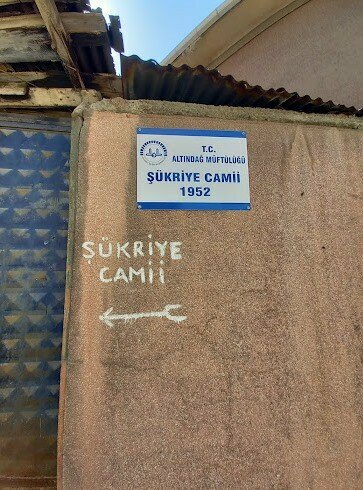 T.C.
ALTINDAĞ MÜFTÜLÜĞÜ
ŞÜKRİYE CAMİİ
1952
ŞÜKRİYE
CAMİİ